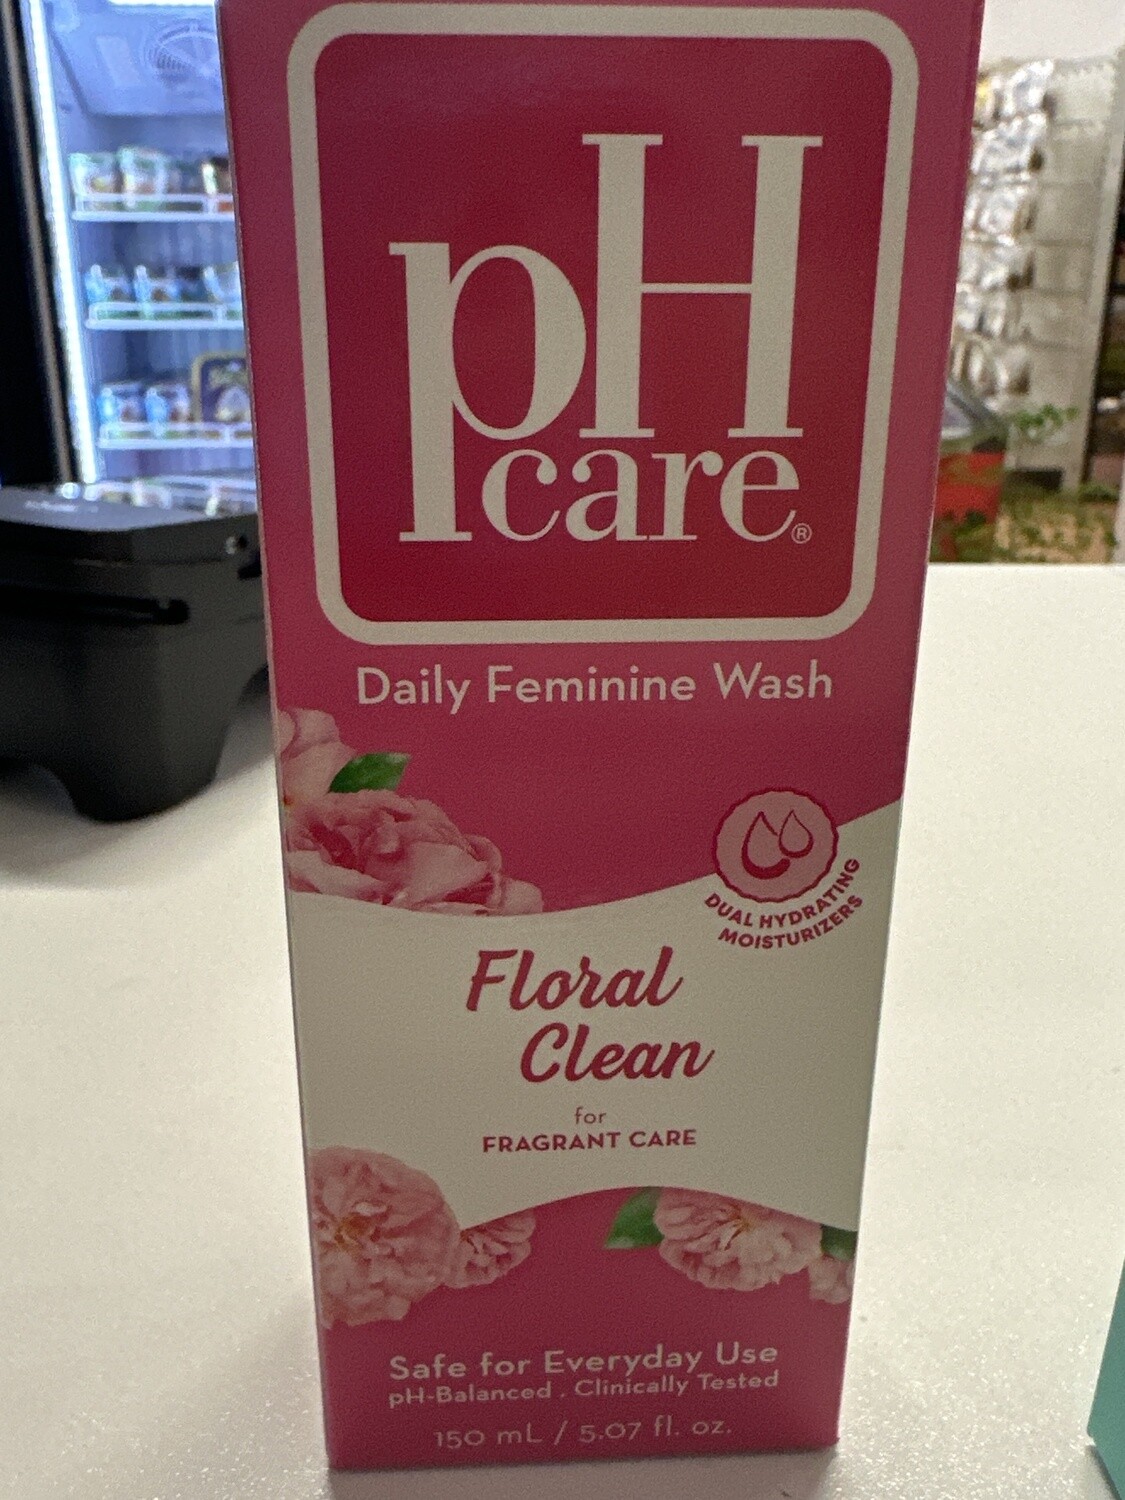 pH
care®
Daily Feminine Wash
DUAL HYDRATING
MOISTURIZERS
Floral
Clean
for
FRAGRANT CARE
Safe for Everyday Use
pH-Balanced . Clinically Tested
150 mL / 5.07 fl. oz.